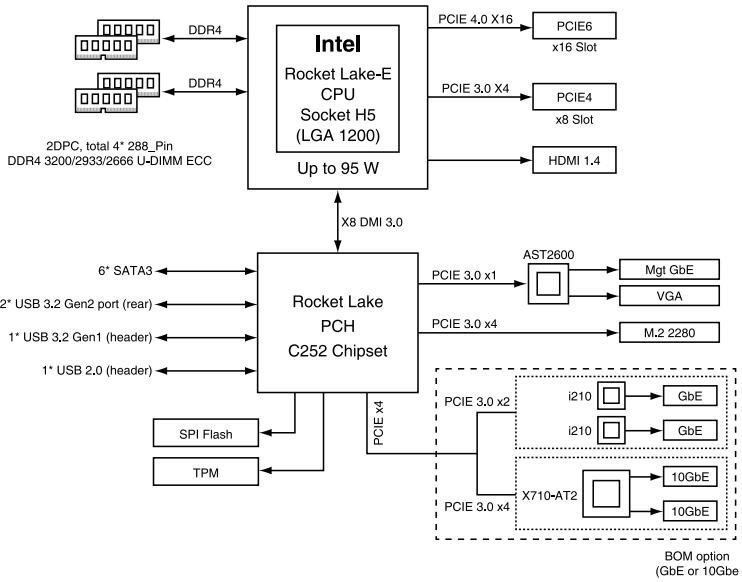 DDR4
DDR4
2DPC, total 4* 288_Pin
DDR4 3200/2933/2666 U-DIMM ECC
Intel
Rocket Lake-E
CPU
Socket H5
(LGA 1200)
Up to 95 W
PCIE 4.0 X16
PCIE6
x16 Slot
PCIE 3.0 X4
PCIE4
x8 Slot
HDMI 1.4
X8 DMI 3.0
6* SATA3
2* USB 3.2 Gen2 port (rear)
1* USB 3.2 Gen1 (header)
1* USB 2.0 (header)
Rocket Lake
PCH
C252 Chipset
PCIE 3.0 x1
AST2600
Mgt GbE
VGA
PCIE 3.0 x4
M.2 2280
SPI Flash
TPM
PCIE x4
PCIE 3.0 x2
i210
GbE
i210
GbE
PCIE 3.0 x4
X710-AT2
10GbE
10GbE
BOM option
(GbE or 10Gbe